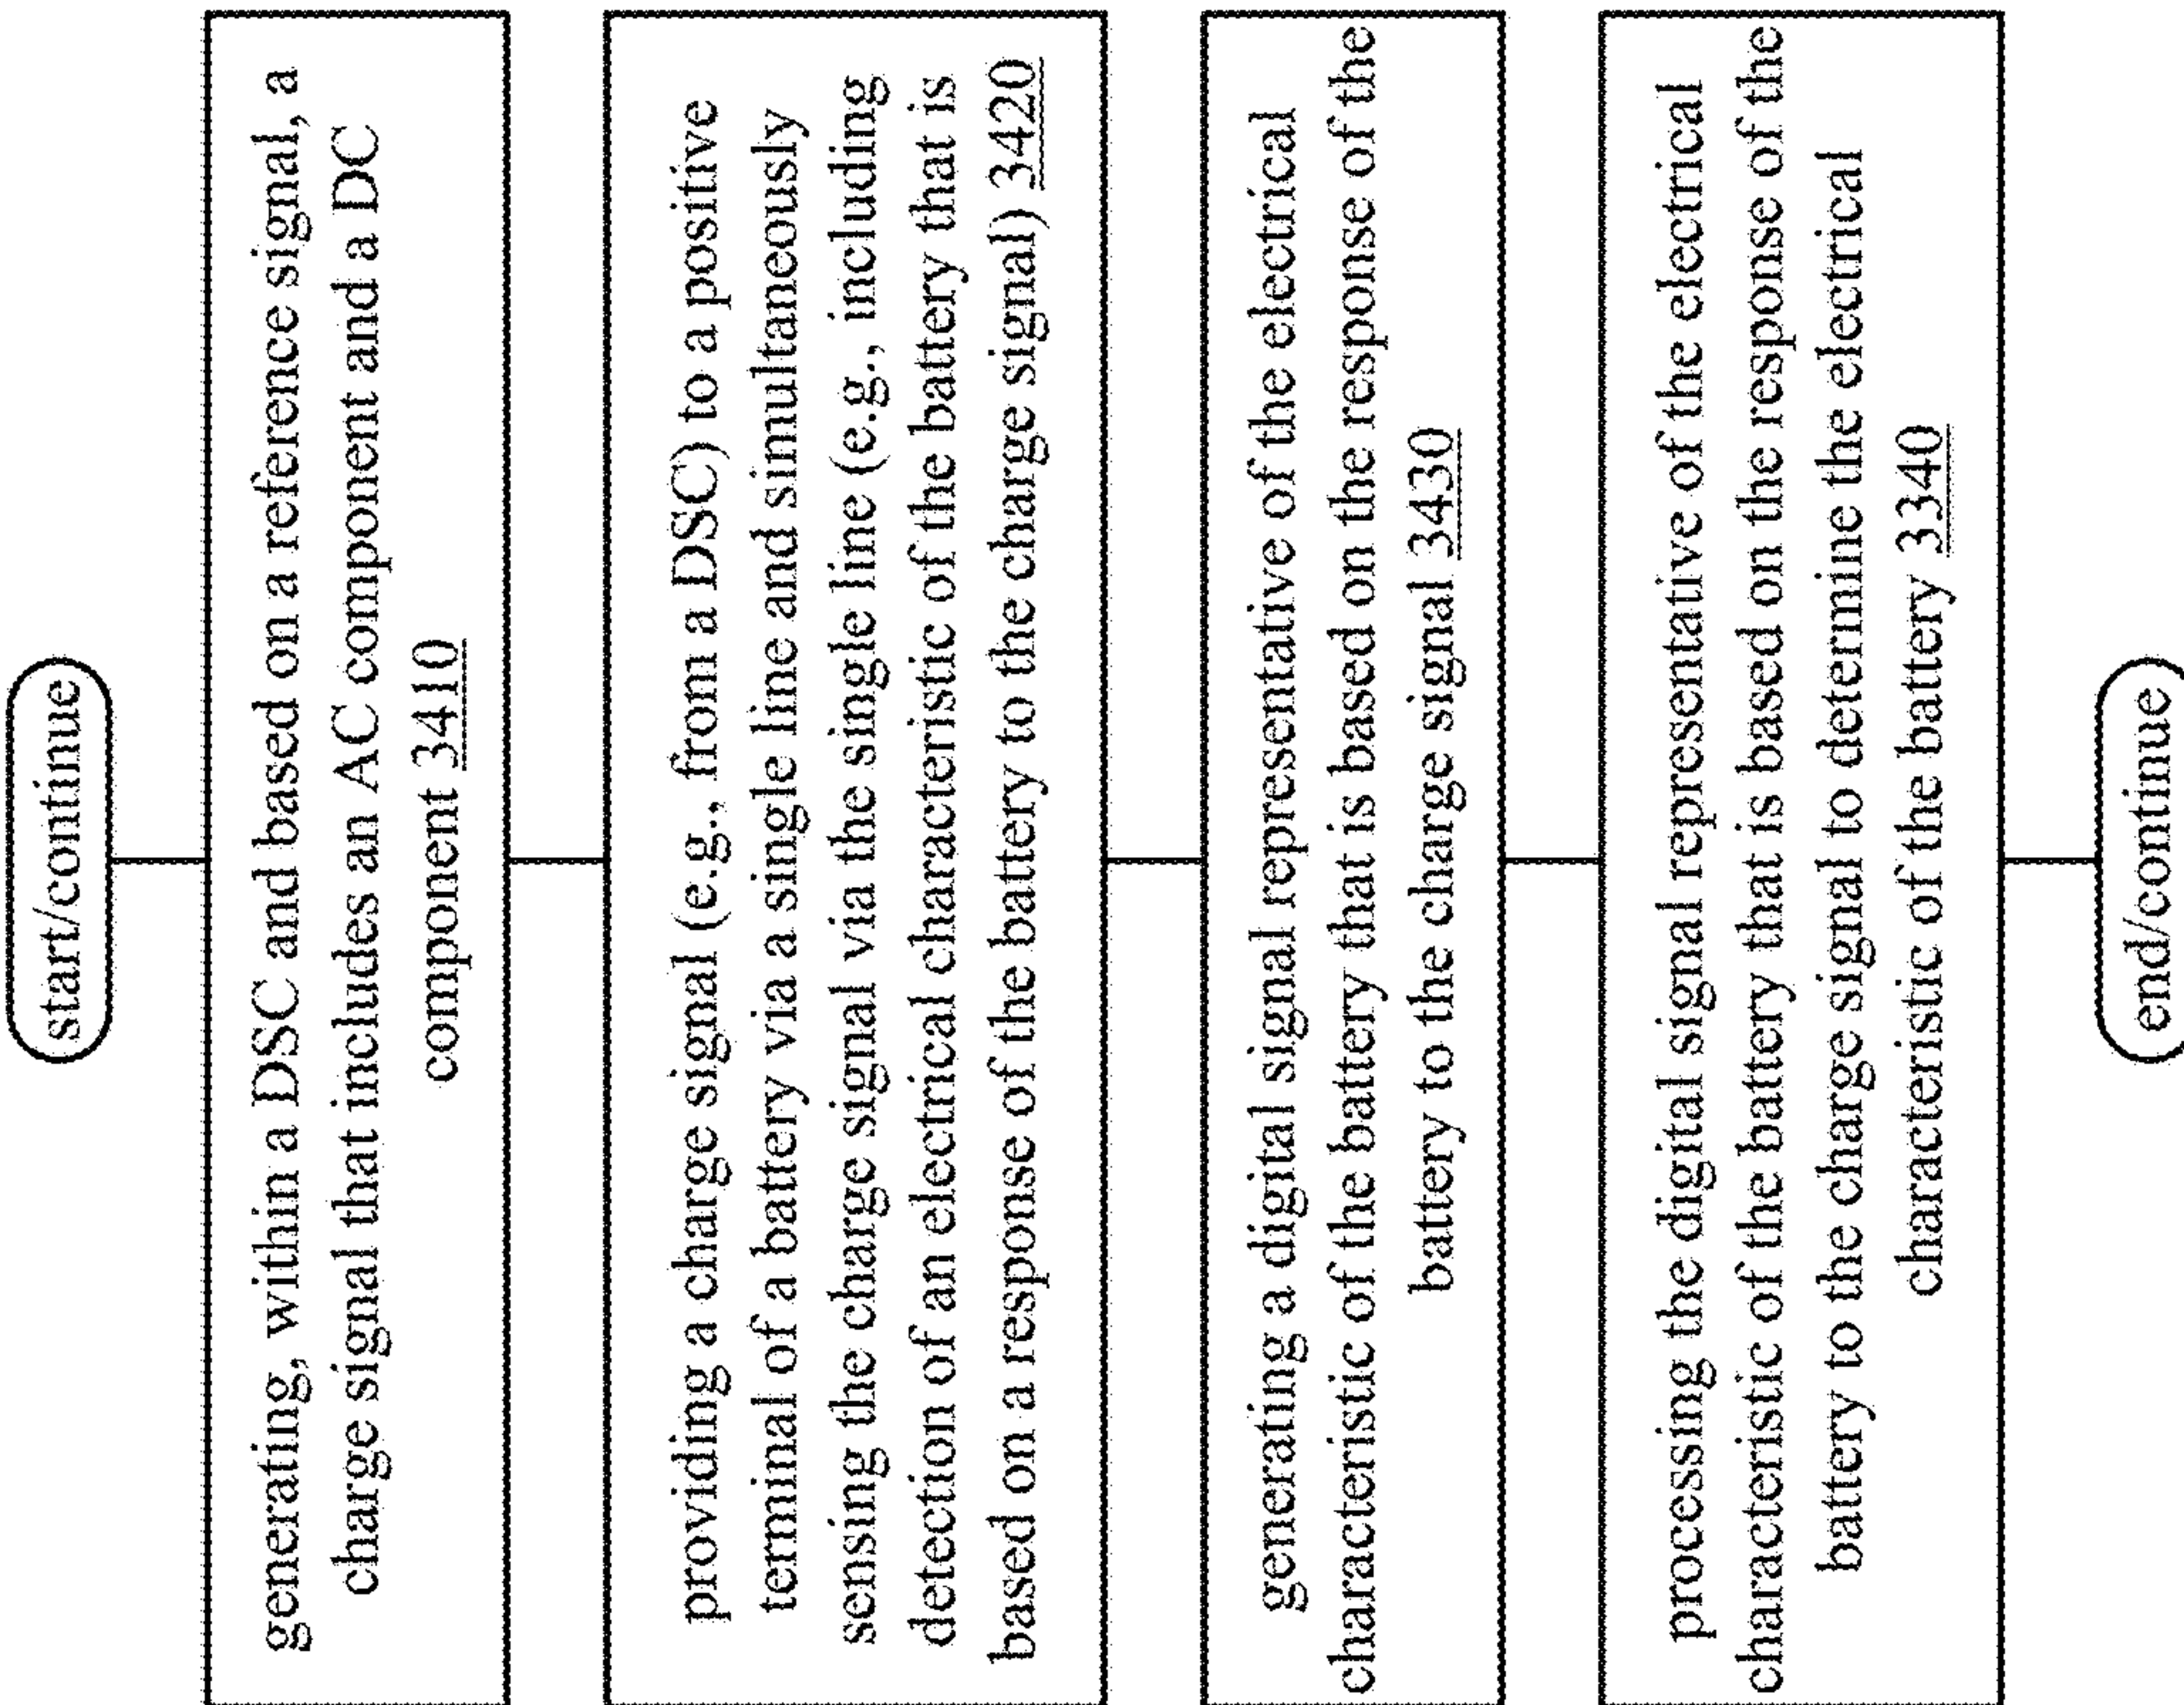 start/continue
generating, within a DSC and based on a reference signal, a
charge signal that includes an AC component and a DC
component 3410
providing a charge signal (e.g., from a DSC) to a positive
terminal of a battery via a single line and simultaneously
sensing the charge signal via the single line (e.g., including
detection of an electrical characteristic of the battery that is
based on a response of the battery to the charge signal) 3420
generating a digital signal representative of the electrical
characteristic of the battery that is based on the response of the
battery to the charge signal 3430
processing the digital signal representative of the electrical
characteristic of the battery that is based on the response of the
battery to the charge signal to determine the electrical
characteristic of the battery 3340
end/continue